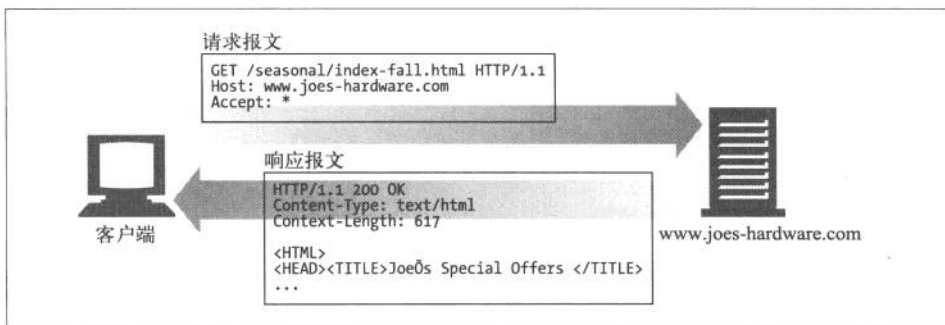 请求报文
GET /seasonal/index-fall.html HTTP/1.1
Host: www.joes-hardware.com
Accept: *
响应报文
HTTP/1.1 200 OK
Content-Type: text/html
Context-Length: 617
<HTML>
<HEAD><TITLE>JoeÕs Special Offers </TITLE>
...
客户端
www.joes-hardware.com